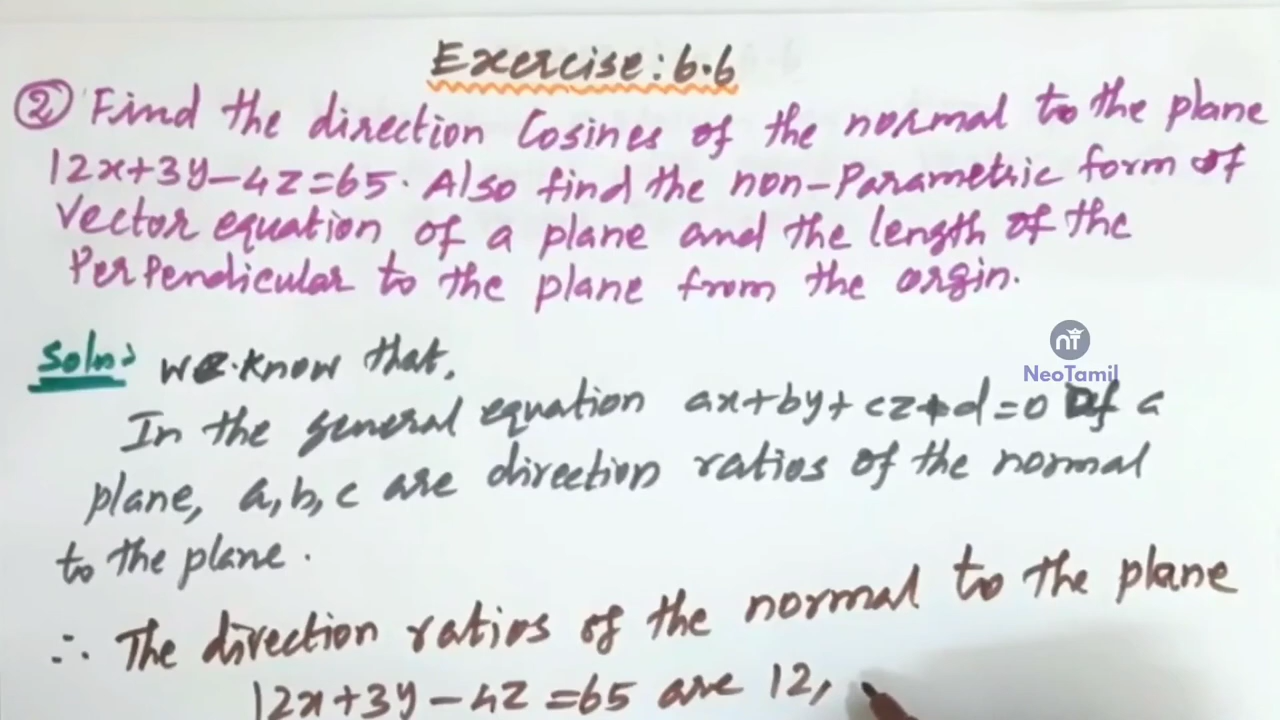 Exercise: 6.6
② Find the direction Cosines of the normal to the plane
12x+3y-4z=65. Also find the non-Parametric form of
vector equation of a plane and the length of the
Perpendicular to the plane from the orgin.
Soln:
We know that,
In the general equation ax+by+cz+d=0 of a
plane, a,b,c are direction ratios of the normal
to the plane.
∴ The direction ratios of the normal to the plane
12x+3y-4z=65 are 12,
nT
NeoTamil